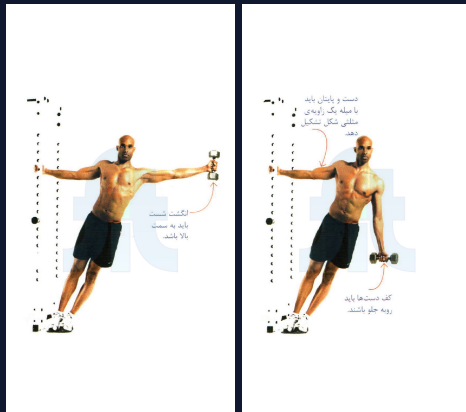 انگشت شست
باید به سمت
بالا باشد.
دست و پایتان باید
با میله یک زاویه‌ی
مثلثی شکل تشکیل
دهد.
کف دست‌ها باید
روبه جلو باشند.